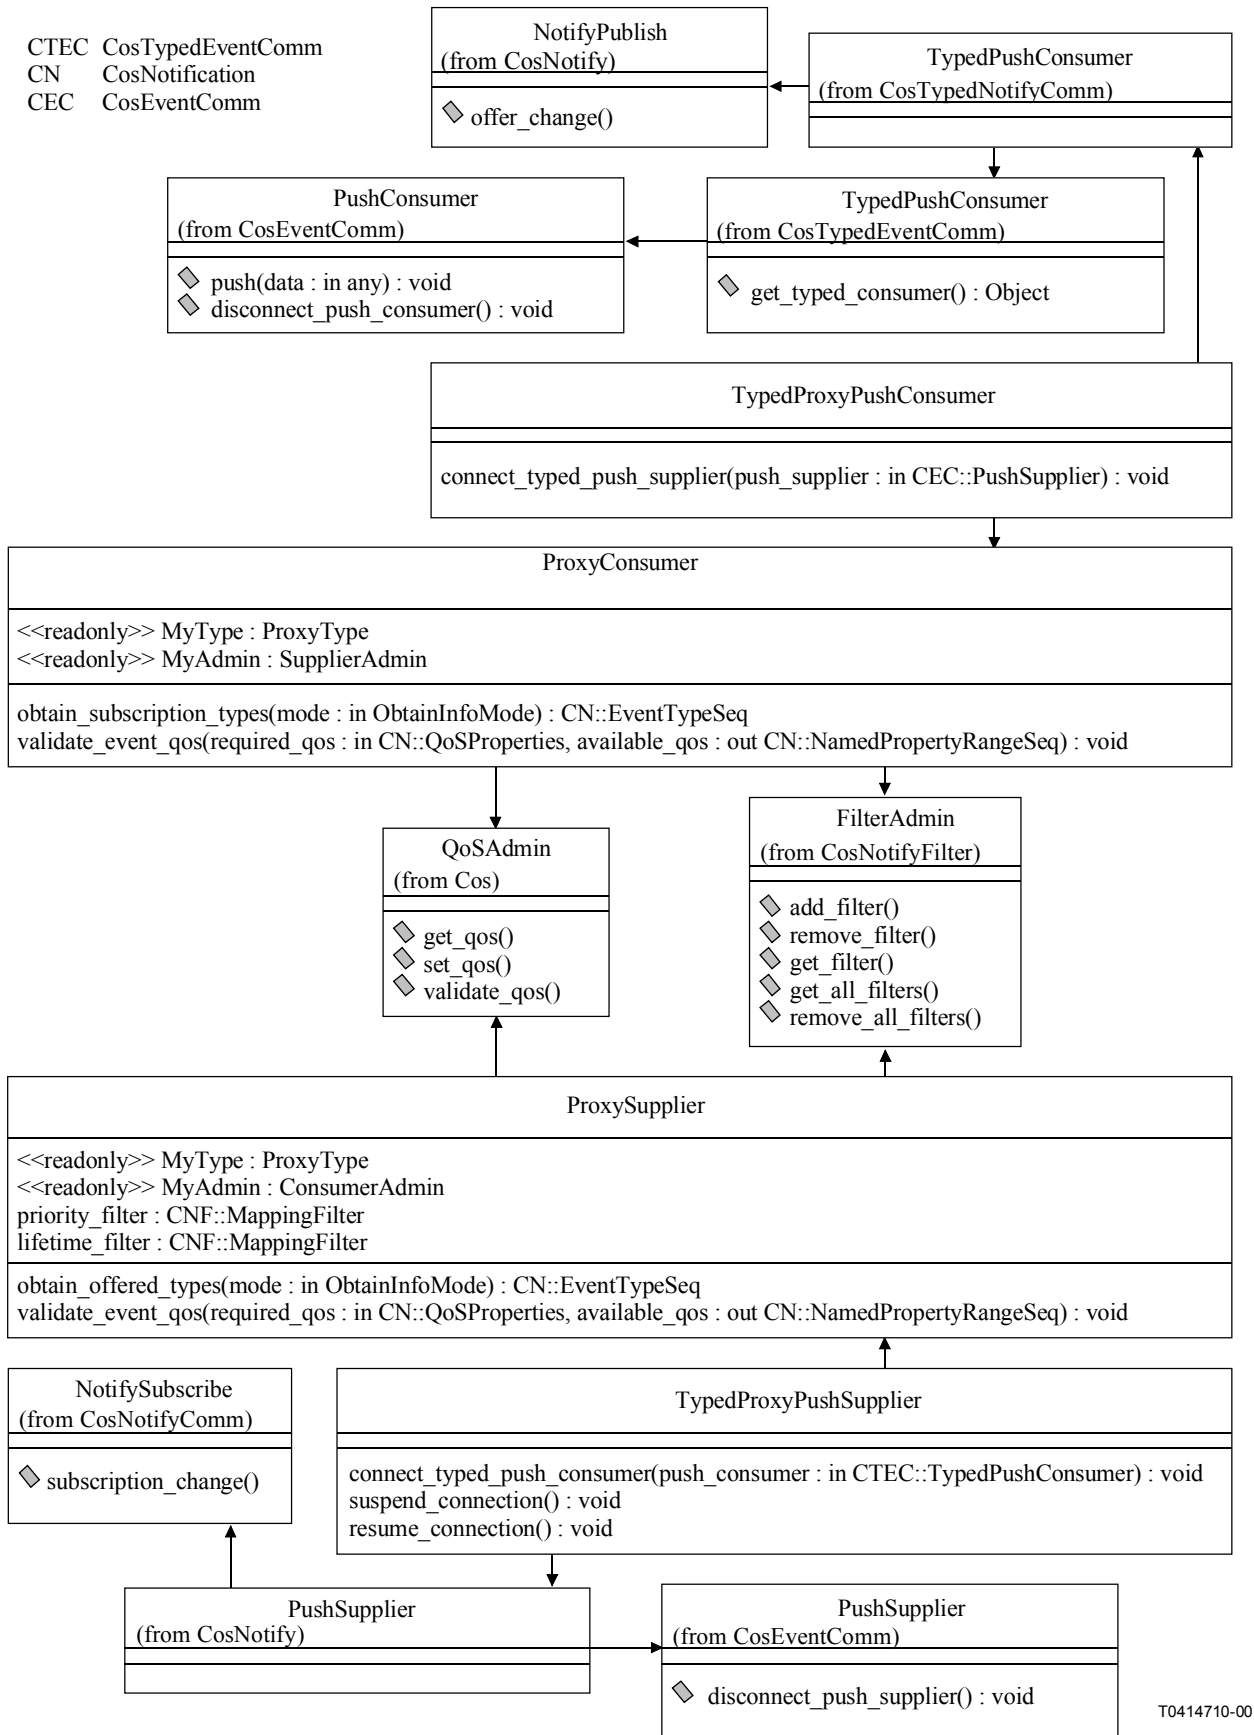 CTEC CosTypedEventComm
CN CosNotification
CEC CosEventComm
NotifyPublish
(from CosNotify)
offer_change()
TypedPushConsumer
(from CosTypedNotifyComm)
PushConsumer
(from CosEventComm)
push(data : in any) : void
disconnect_push_consumer() : void
TypedPushConsumer
(from CosTypedEventComm)
get_typed_consumer() : Object
TypedProxyPushConsumer
connect_typed_push_supplier(push_supplier : in CEC::PushSupplier) : void
ProxyConsumer
<<readonly>> MyType : ProxyType
<<readonly>> MyAdmin : SupplierAdmin
obtain_subscription_types(mode : in ObtainInfoMode) : CN::EventTypeSeq
validate_event_qos(required_qos : in CN::QoSProperties, available_qos : out CN::NamedPropertyRangeSeq) : void
QoSAdmin
(from Cos)
get_qos()
set_qos()
validate_qos()
FilterAdmin
(from CosNotifyFilter)
add_filter()
remove_filter()
get_filter()
get_all_filters()
remove_all_filters()
ProxySupplier
<<readonly>> MyType : ProxyType
<<readonly>> MyAdmin : ConsumerAdmin
priority_filter : CNF::MappingFilter
lifetime_filter : CNF::MappingFilter
obtain_offered_types(mode : in ObtainInfoMode) : CN::EventTypeSeq
validate_event_qos(required_qos : in CN::QoSProperties, available_qos : out CN::NamedPropertyRangeSeq) : void
NotifySubscribe
(from CosNotifyComm)
subscription_change()
TypedProxyPushSupplier
connect_typed_push_consumer(push_consumer : in CTEC::TypedPushConsumer) : void
suspend_connection() : void
resume_connection() : void
PushSupplier
(from CosNotify)
PushSupplier
(from CosEventComm)
disconnect_push_supplier() : void
T0414710-00